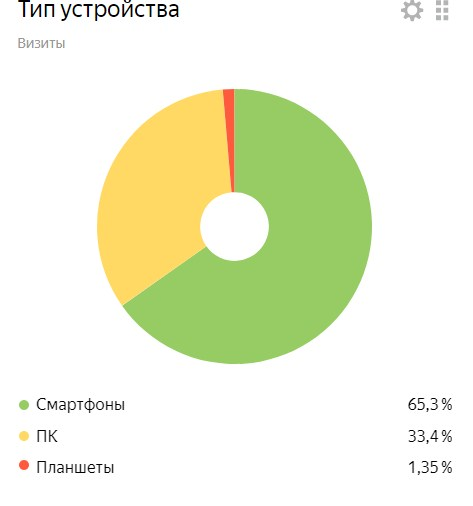 Тип устройства
Визиты
Смартфоны 65,3 %
ПК 33,4 %
Планшеты 1,35 %